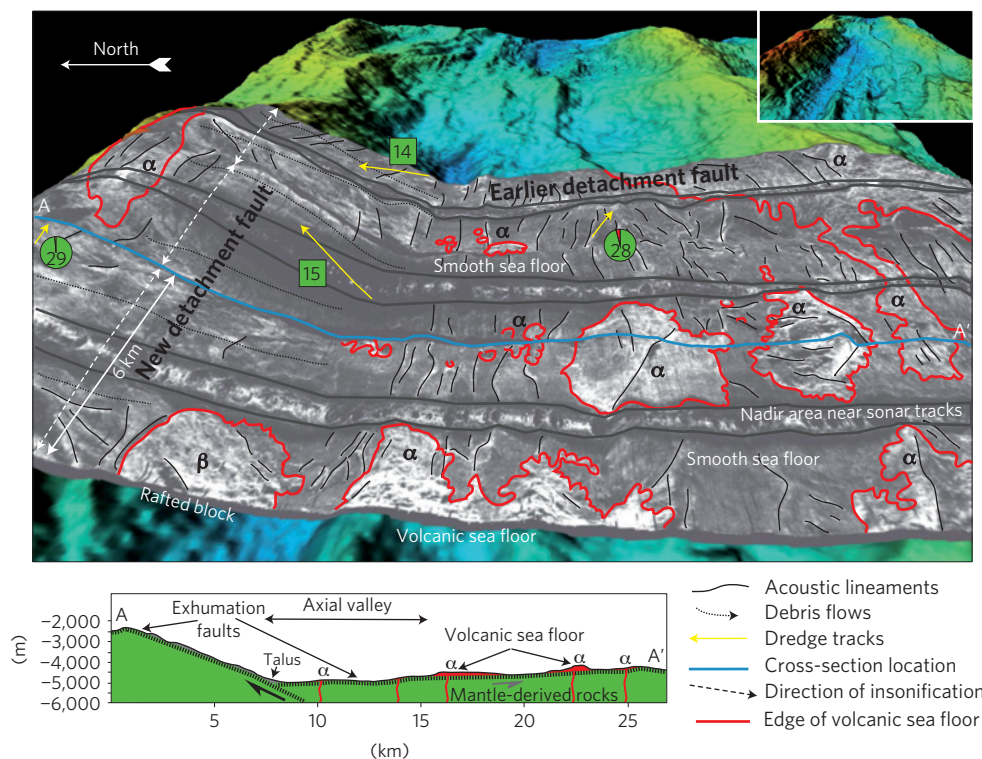 North
14
α
α
Earlier detachment fault
A
α
28
29
Smooth sea floor
15
New detachment fault
α
α
α
A'
6 km
α
Nadir area near sonar tracks
α
α
β
Smooth sea floor
Rafted block
Volcanic sea floor
A
Exhumation
faults
Axial valley
Volcanic sea floor
Talus
α
α
α
α
A'
Mantle-derived rocks
(m)
−2,000
−3,000
−4,000
−5,000
−6,000
5
10
15
20
25
(km)
Acoustic lineaments
Debris flows
Dredge tracks
Cross-section location
Direction of insonification
Edge of volcanic sea floor